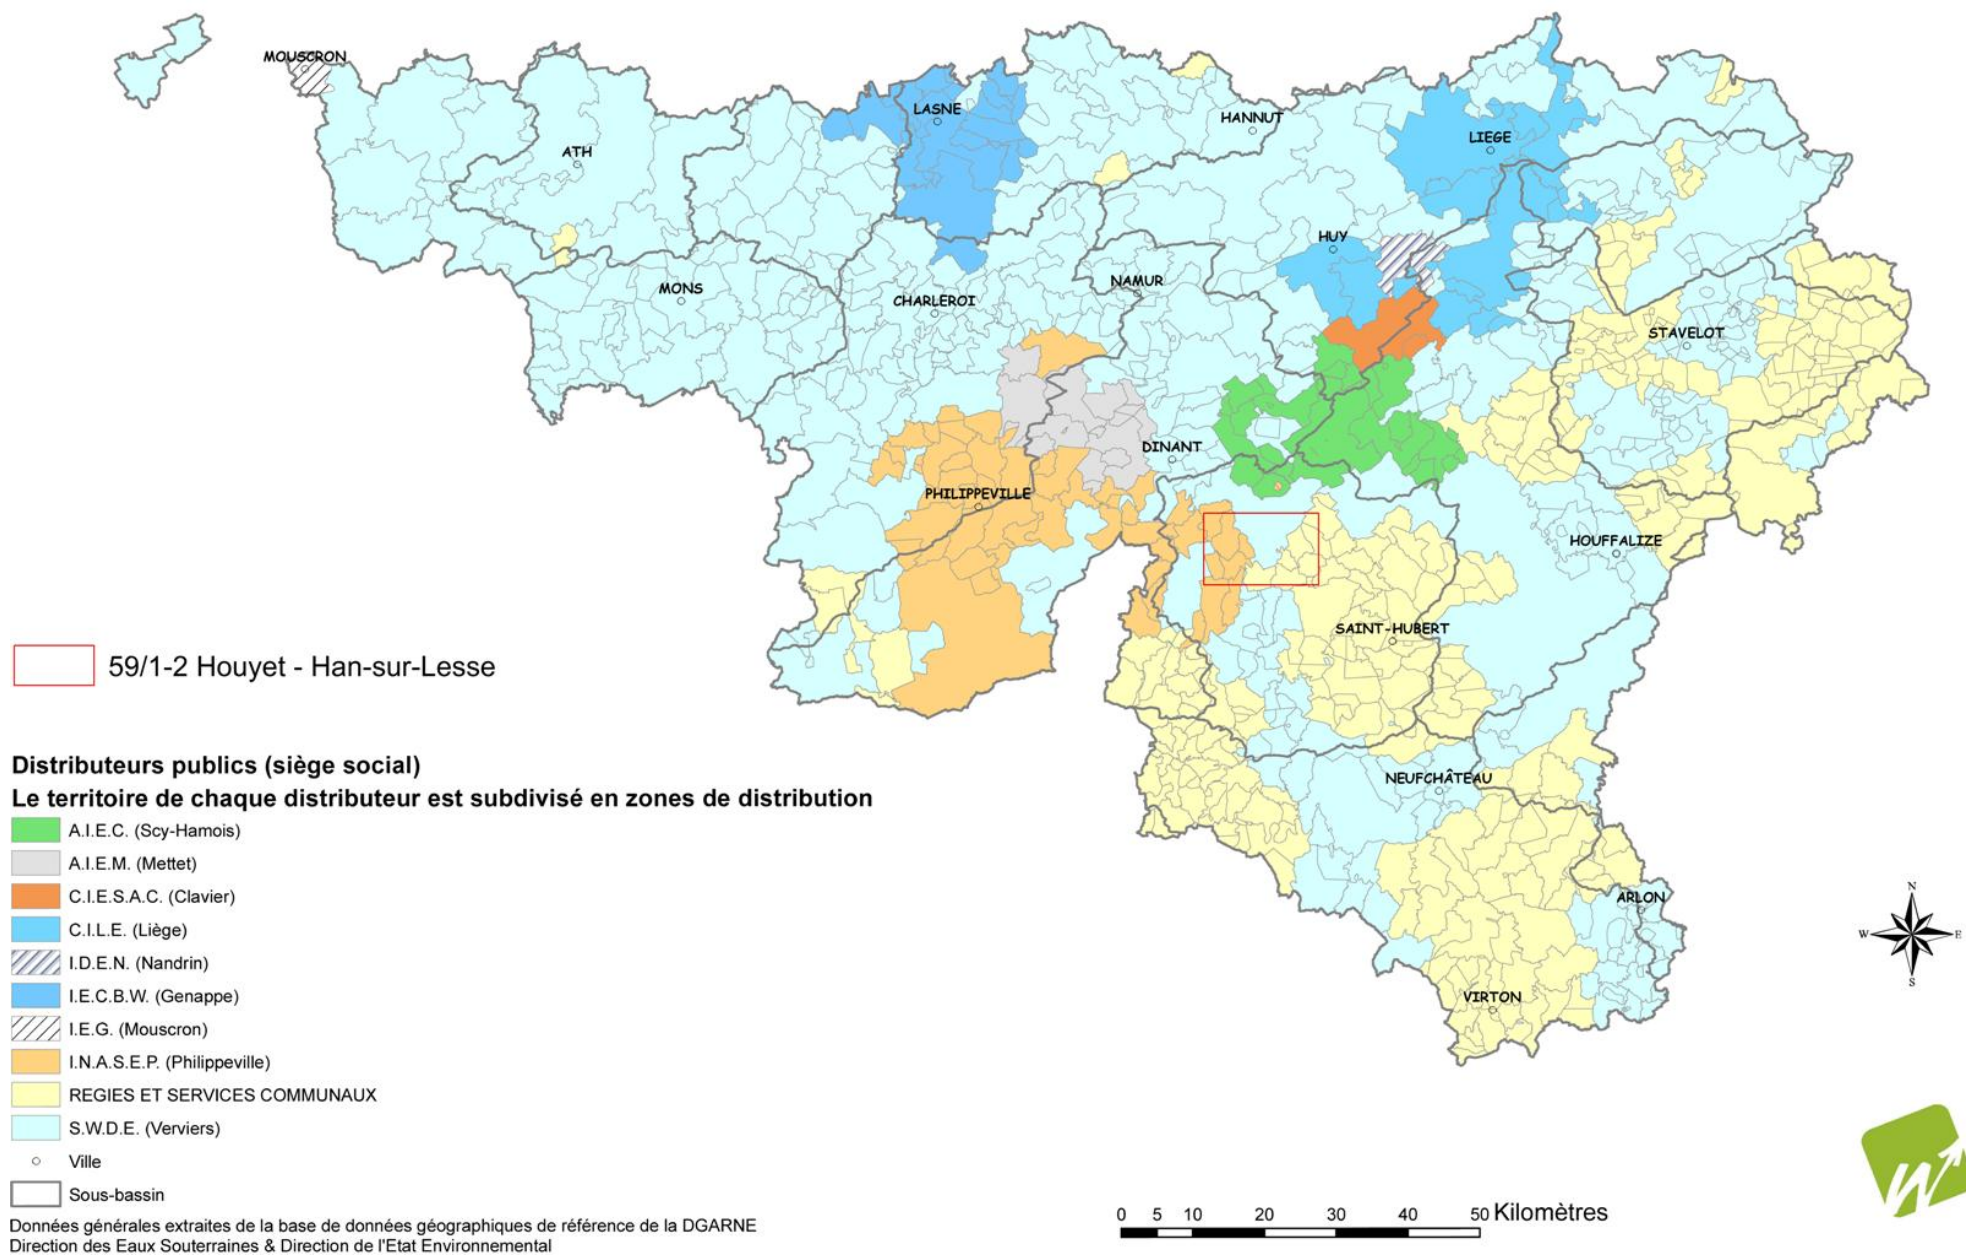 MOUSCRON
LASNE
HANNUT
LIEGE
ATH
HUY
MONS
NAMUR
CHARLEROI
STAVELOT
DINANT
PHILIPPEVILLE
HOUFFALIZE
SAINT-HUBERT
59/1-2 Houyet - Han-sur-Lesse
Distributeurs publics (siège social)
NEUFCHÂTEAU
Le territoire de chaque distributeur est subdivisé en zones de distribution
A.I.E.C. (Scy-Hamois)
A.I.E.M. (Mettet)
C.I.E.S.A.C. (Clavier)
ARLON
C.I.L.E. (Liège)
N
W
E
S
I.D.E.N. (Nandrin)
I.E.C.B.W. (Genappe)
VIRTON
I.E.G. (Mouscron)
I.N.A.S.E.P. (Philippeville)
REGIES ET SERVICES COMMUNAUX
S.W.D.E. (Verviers)
Ville
Sous-bassin
0 5 10 20 30 40 50 Kilomètres
Données générales extraites de la base de données géographiques de référence de la DGARNE
Direction des Eaux Souterraines & Direction de l'Etat Environnemental
W